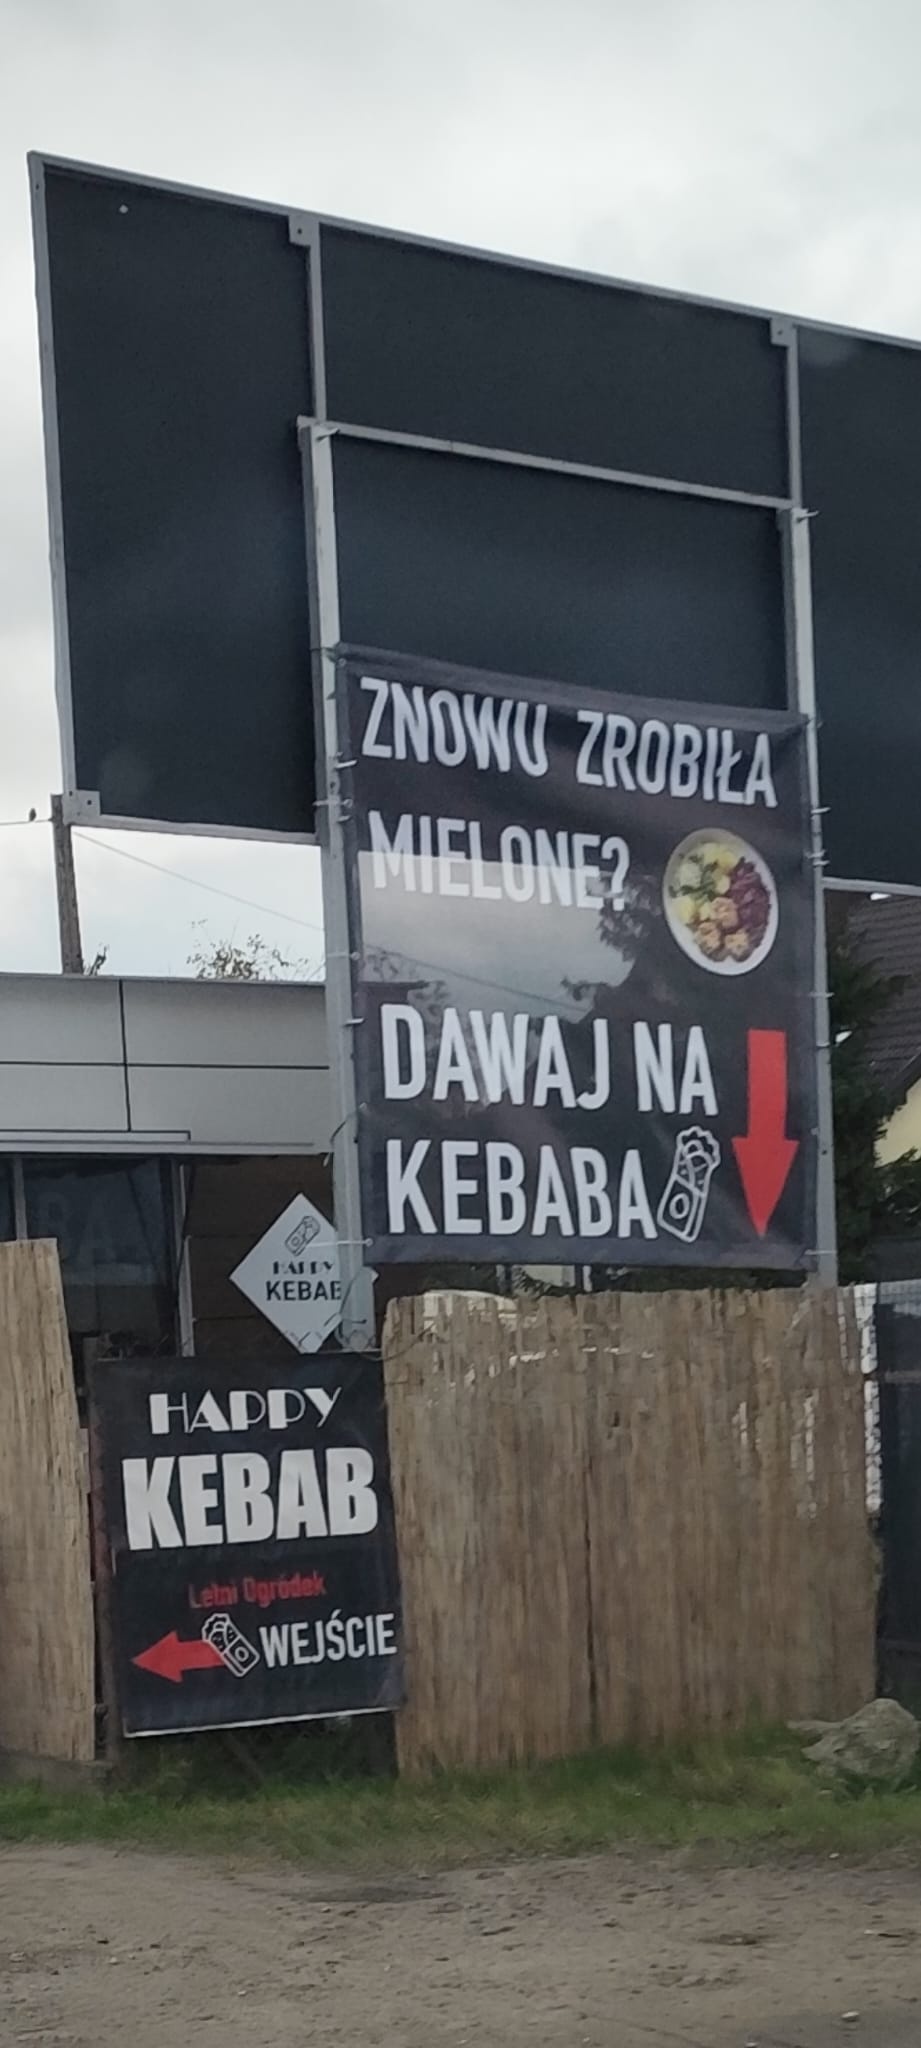 ZNOWU ZROBIŁA
MIELONE?
DAWAJ NA
KEBABA
HAPPY
KEBAB
HAPPY
KEBAB
Letni Ogródek
WEJŚCIE